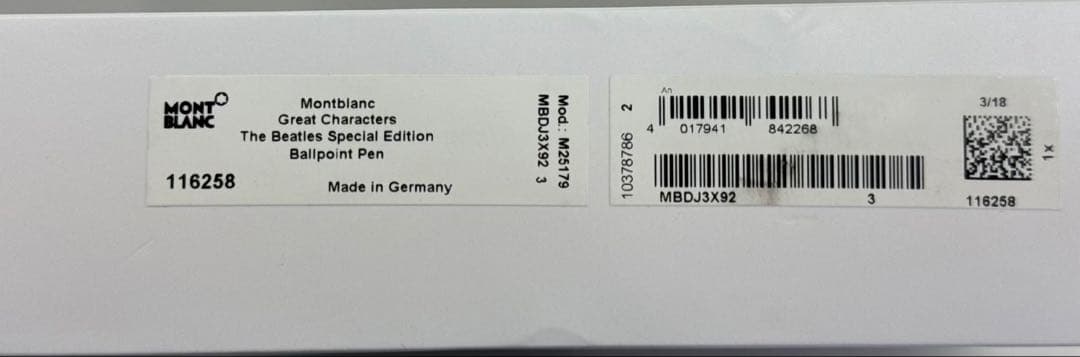 MONT
BLANC
Montblanc
Great Characters
The Beatles Special Edition
Ballpoint Pen
116258
Made in Germany
Mod.: M25179
MBDJ3X92 3
10378786 2
An
4 017941 842268
MBDJ3X92 3
3/18
116258
1x